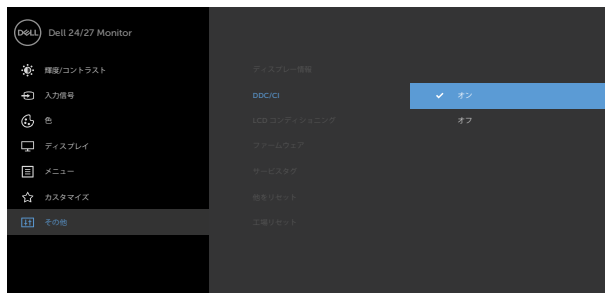 DELL
Dell 24/27 Monitor
輝度/コントラスト
入力信号
色
ディスプレイ
メニュー
カスタマイズ
その他
ディスプレー情報
DDC/CI
LCD コンディショニング
ファームウェア
サービスタグ
他をリセット
工場リセット
オン
オフ